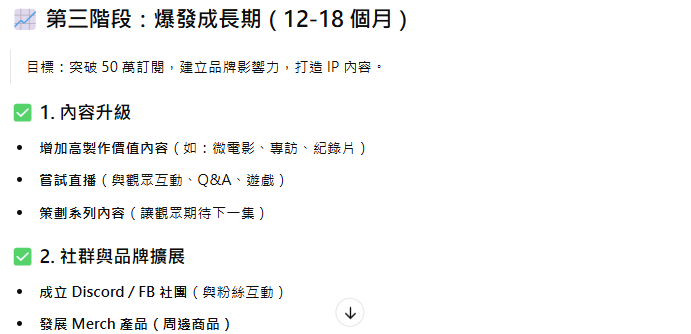 第三階段：爆發成長期（12-18 個月）
目標：突破 50 萬訂閱，建立品牌影響力，打造 IP 內容。
1. 內容升級
• 增加高製作價值內容（如：微電影、專訪、紀錄片）
• 嘗試直播（與觀眾互動、Q&A、遊戲）
• 策劃系列內容（讓觀眾期待下一集）
2. 社群與品牌擴展
• 成立 Discord / FB 社團（與粉絲互動）
• 發展 Merch 產品（周邊商品）